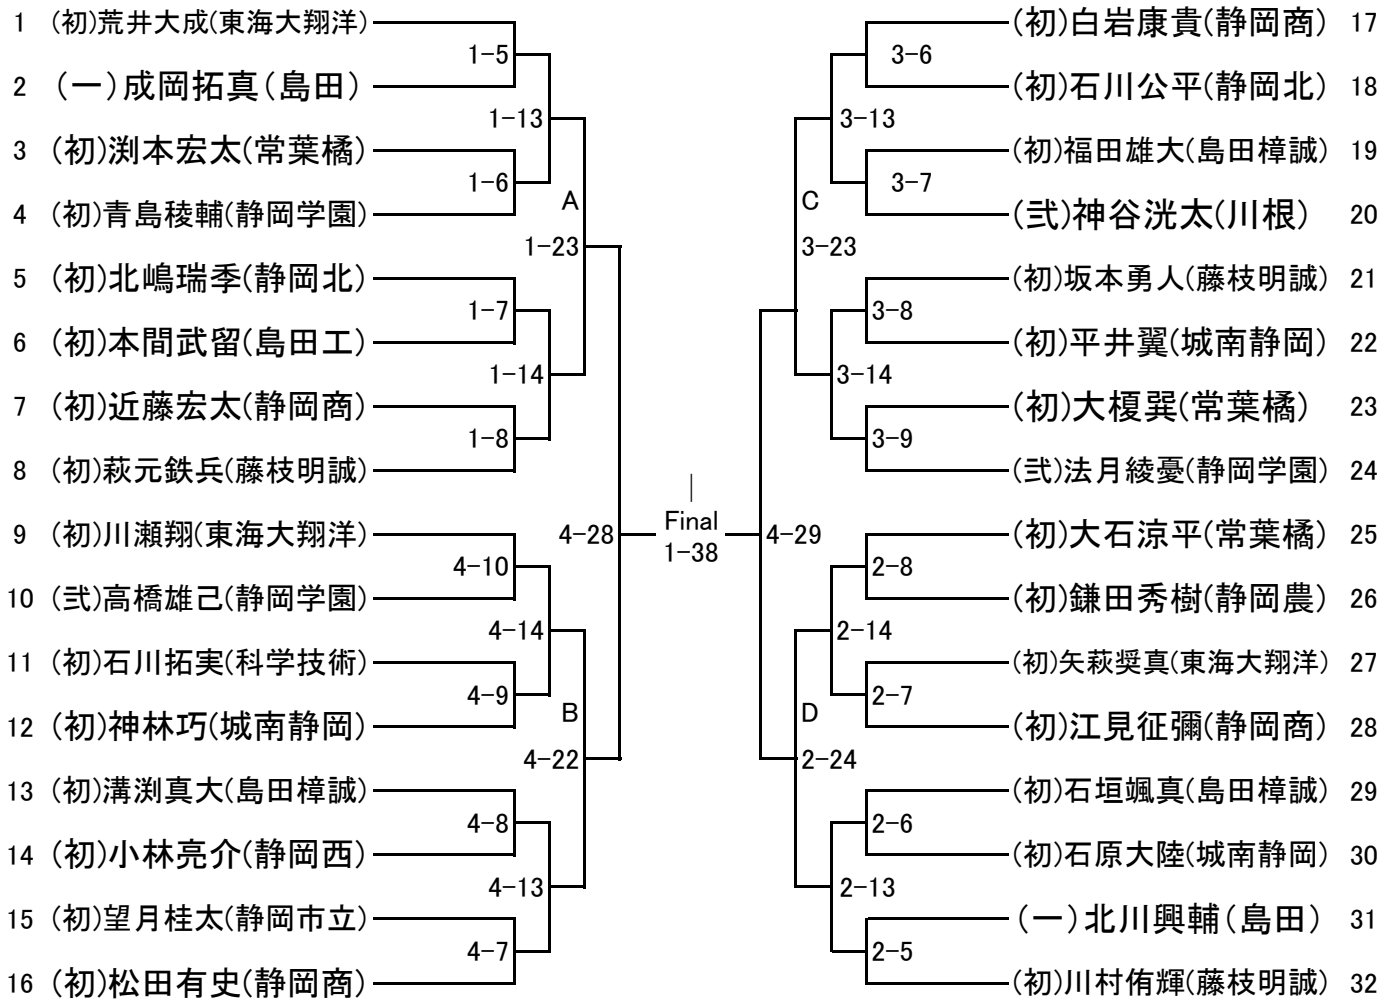 1 (初)荒井大成(東海大翔洋)
2 (一)成岡拓真(島田)
3 (初)渕本宏太(常葉橘)
4 (初)青島稜輔(静岡学園)
5 (初)北嶋瑞季(静岡北)
6 (初)本間武留(島田工)
7 (初)近藤宏太(静岡商)
8 (初)萩元鉄兵(藤枝明誠)
9 (初)川瀬翔(東海大翔洋)
10 (弐)高橋雄己(静岡学園)
11 (初)石川拓実(科学技術)
12 (初)神林巧(城南静岡)
13 (初)溝渕真大(島田樟誠)
14 (初)小林亮介(静岡西)
15 (初)望月桂太(静岡市立)
16 (初)松田有史(静岡商)
1-5
1-6
1-7
1-8
4-10
4-9
4-8
4-7
1-13
1-14
4-14
4-13
A
1-23
B
4-22
4-28
|
Final
1-38
4-29
C
3-23
D
2-24
3-13
3-14
2-14
2-13
3-6
3-7
3-8
3-9
2-8
2-7
2-6
2-5
(初)白岩康貴(静岡商) 17
(初)石川公平(静岡北) 18
(初)福田雄大(島田樟誠) 19
(弐)神谷洸太(川根) 20
(初)坂本勇人(藤枝明誠) 21
(初)平井翼(城南静岡) 22
(初)大榎巽(常葉橘) 23
(弐)法月綾憂(静岡学園) 24
(初)大石涼平(常葉橘) 25
(初)鎌田秀樹(静岡農) 26
(初)矢萩奨真(東海大翔洋) 27
(初)江見征彌(静岡商) 28
(初)石垣颯真(島田樟誠) 29
(初)石原大陸(城南静岡) 30
(一)北川興輔(島田) 31
(初)川村侑輝(藤枝明誠) 32